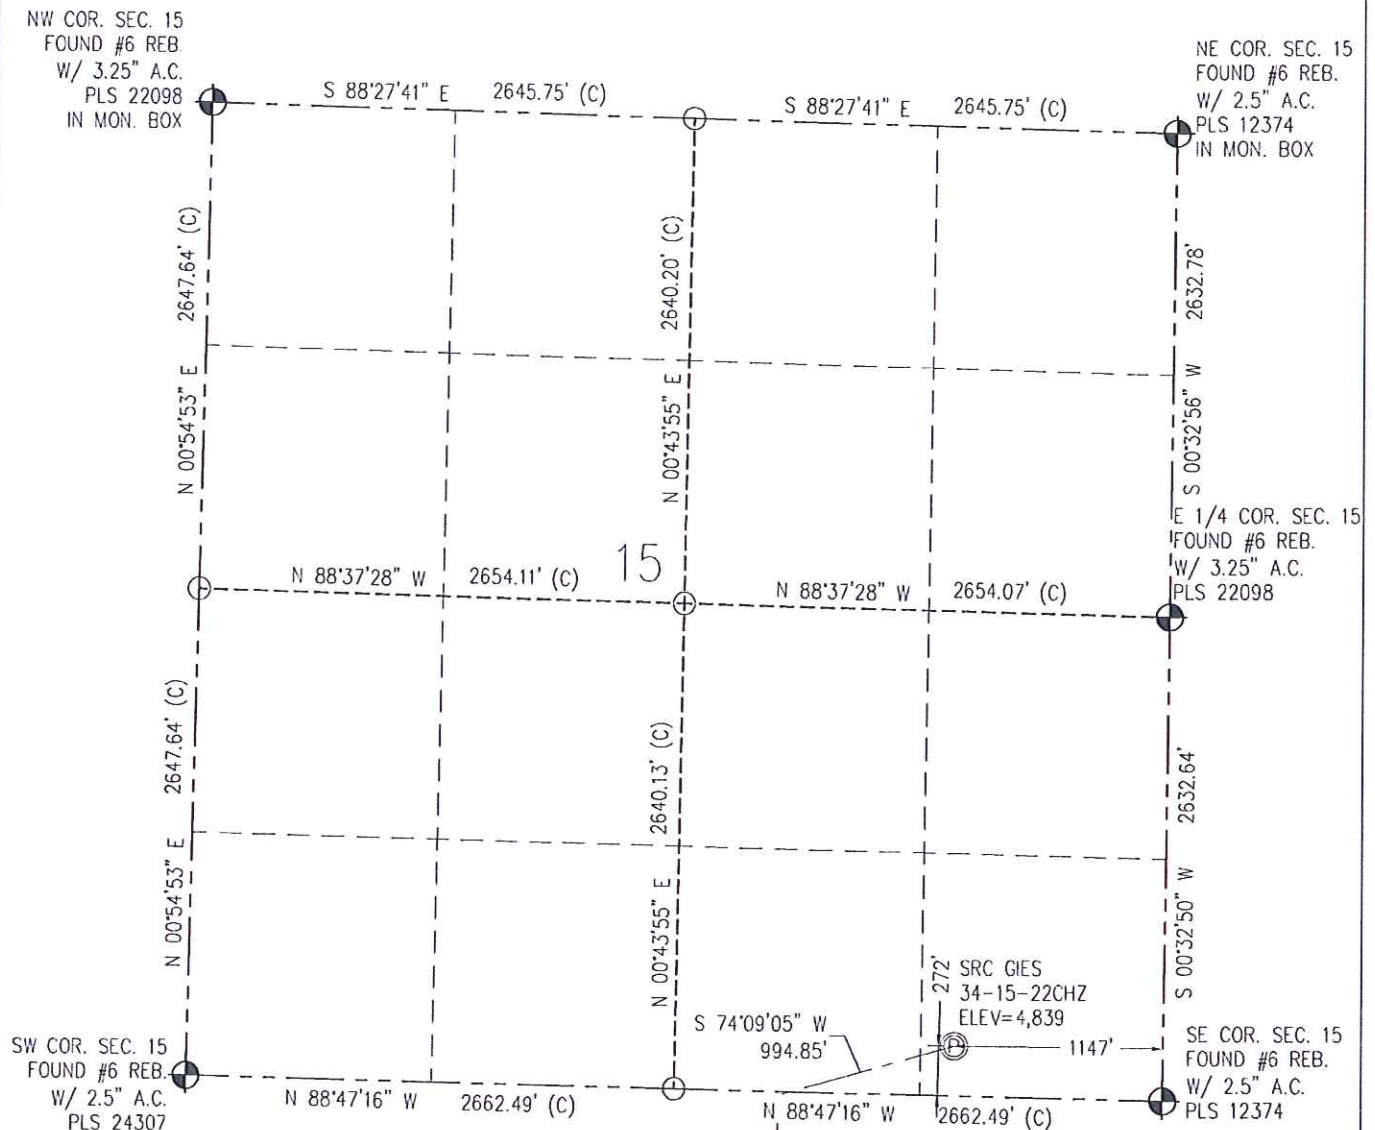 NW COR. SEC. 15
FOUND #6 REB.
W/ 3.25" A.C.
PLS 22098
IN MON. BOX
S 88°27'41" E 2645.75' (C)
S 88°27'41" E 2645.75' (C)
NE COR. SEC. 15
FOUND #6 REB.
W/ 2.5" A.C.
PLS 12374
IN MON. BOX
2647.64' (C)
N 00°54'53" E
2640.20' (C)
N 00°43'55" E
2632.78'
S 00°32'56" W
E 1/4 COR. SEC. 15
FOUND #6 REB.
W/ 3.25" A.C.
PLS 22098
N 88°37'28" W 2654.11' (C)
15
N 88°37'28" W 2654.07' (C)
2647.64' (C)
N 00°54'53" E
2640.13' (C)
N 00°43'55" E
2632.64'
S 00°32'50" W
272'
SRC GIES
34-15-22CHZ
ELEV=4,839
S 74°09'05" W
994.85'
P
1147'
SW COR. SEC. 15
FOUND #6 REB.
W/ 2.5" A.C.
PLS 24307
N 88°47'16" W 2662.49' (C)
N 88°47'16" W 2662.49' (C)
SE COR. SEC. 15
FOUND #6 REB.
W/ 2.5" A.C.
PLS 12374